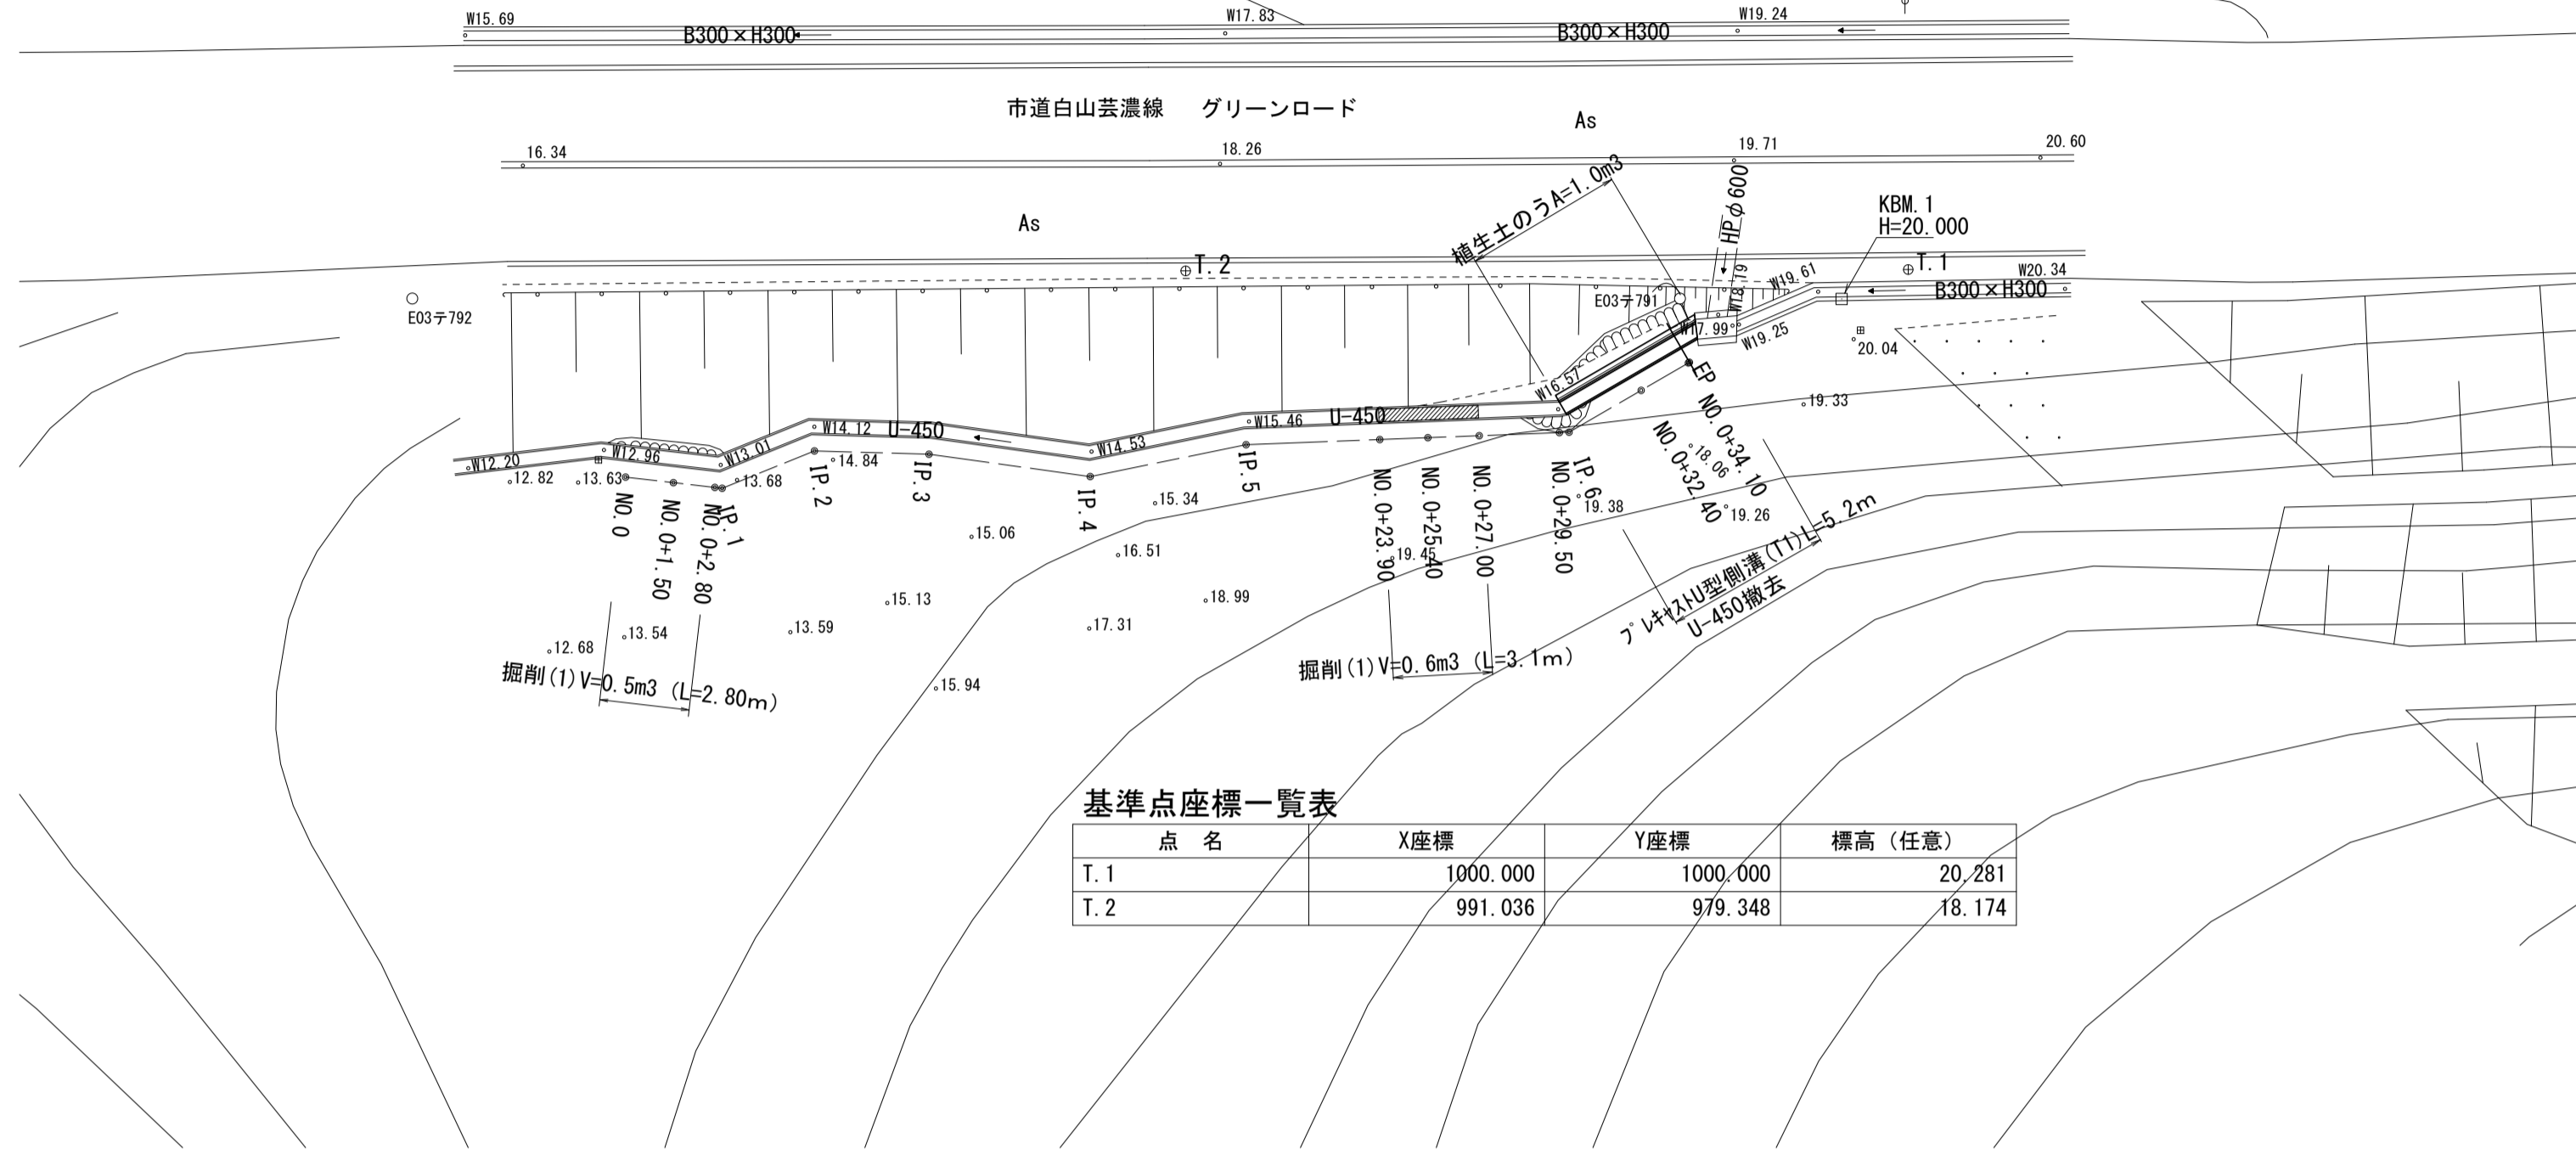 W15.69
W17.83
W19.24
B300×H300
B300×H300
市道白山芸濃線 グリーンロード
As
16.34
18.26
19.71
20.60
植生土のうA=1.0m3
HPφ600
KBM.1
H=20.000
As
T.2
T.1
W20.34
W19.61
W18.19
B300×H300
E03テ792
E03テ791
W17.99
W19.25
20.04
W16.57
EP
19.33
W15.46
U-450
U-450
W14.12
W14.53
W13.01
W12.96
W12.20
12.82
13.63
13.68
14.84
15.34
NO.0
NO.0+1.50
NO.0+2.80
IP.1
IP.2
IP.3
IP.4
IP.5
NO.0+23.90
NO.0+25.40
NO.0+27.00
NO.0+29.50
IP.6
NO.0+32.40
NO.0+34.10
18.06
19.38
19.26
15.06
16.51
19.45
15.13
18.99
13.59
17.31
13.54
12.68
15.94
掘削(1)V=0.5m3 (L=2.80m)
掘削(1)V=0.6m3 (L=3.1m)
プレキャストU型側溝(T1)L=5.2m
U-450撤去
基準点座標一覧表
点 名 X座標 Y座標 標高（任意）
T.1 1000.000 1000.000 20.281
T.2 991.036 979.348 18.174